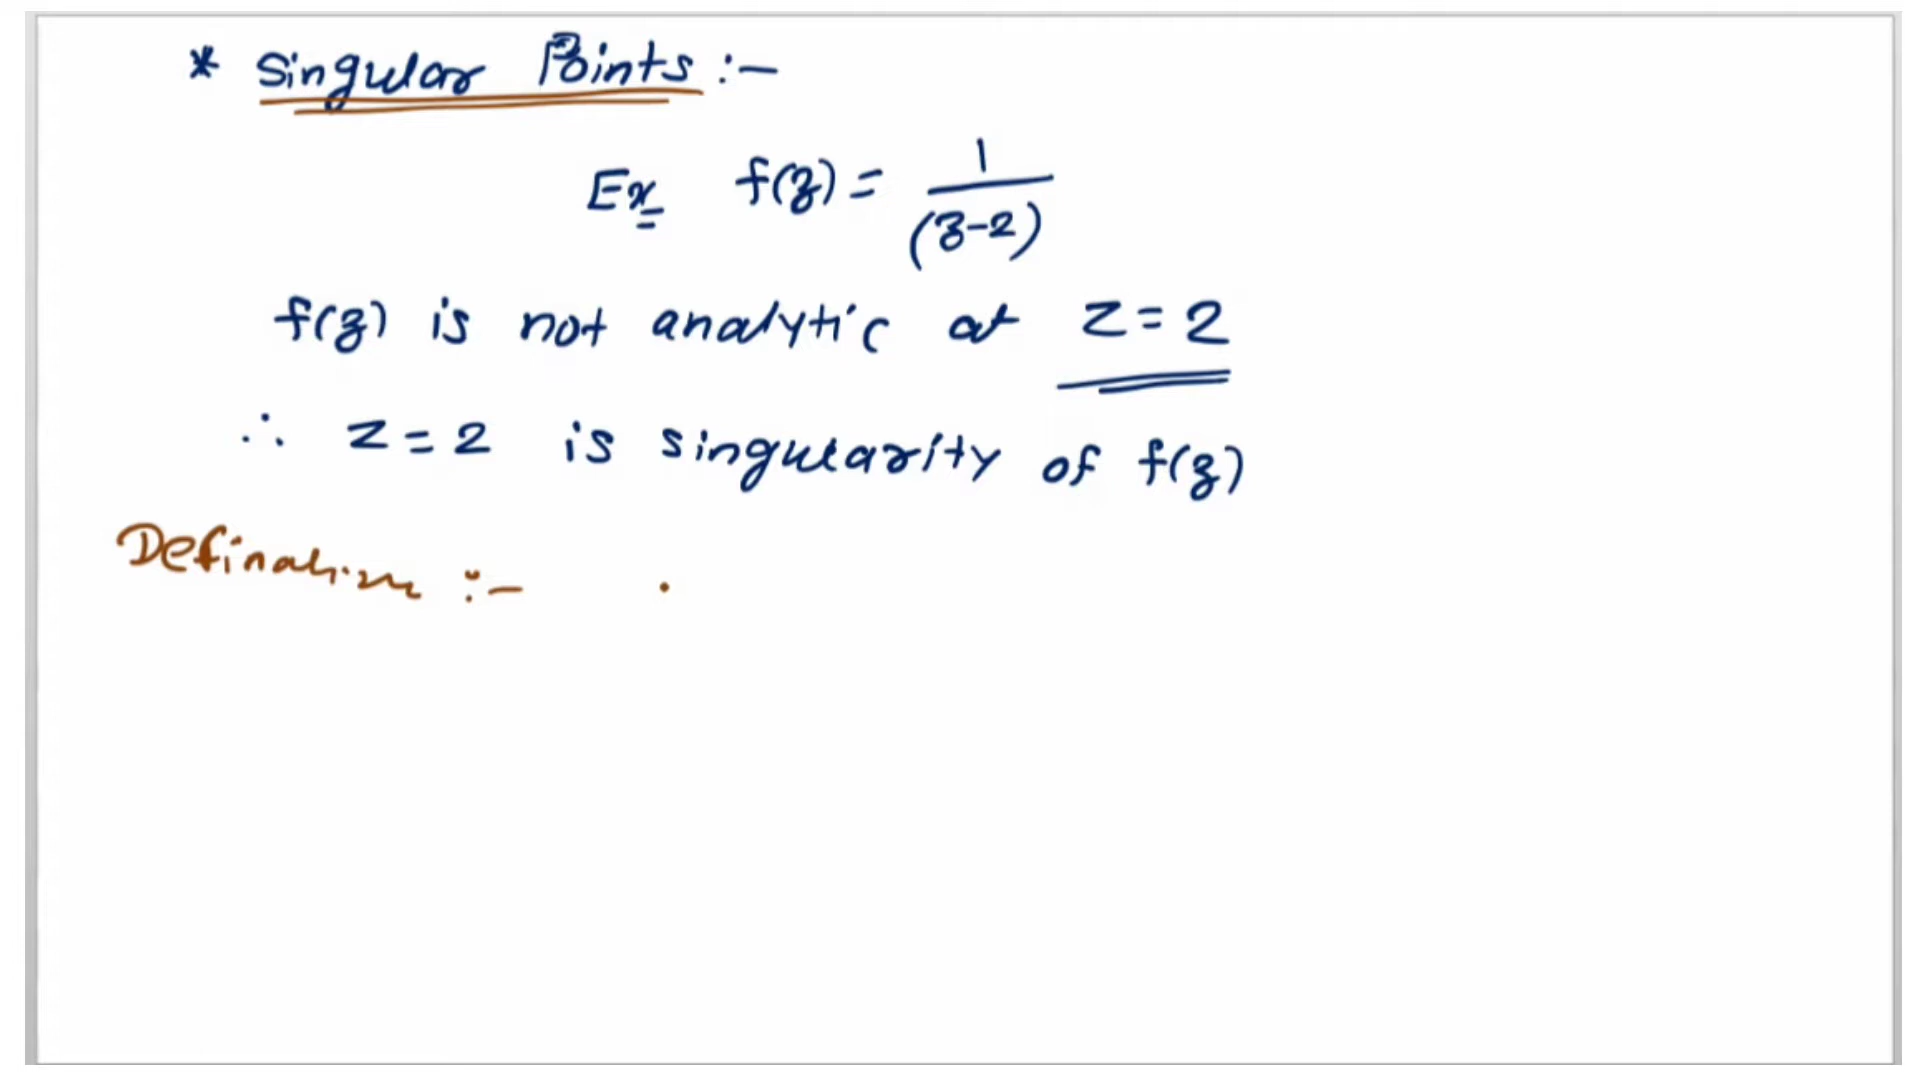 * Singular Points :-
Ex f(z) = 1/(z-2)
f(z) is not analytic at z = 2
∴ z = 2 is singularity of f(z)
Defination :-